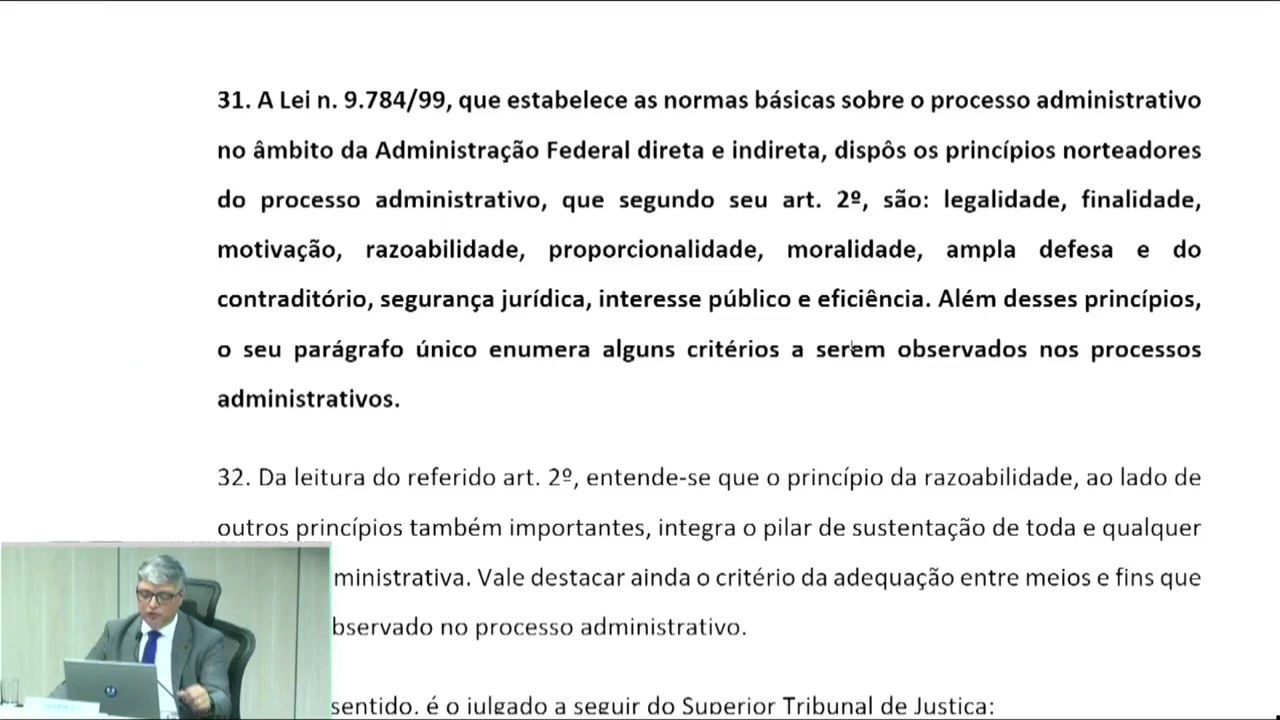 31. A Lei n. 9.784/99, que estabelece as normas básicas sobre o processo administrativo
no âmbito da Administração Federal direta e indireta, dispôs os princípios norteadores
do processo administrativo, que segundo seu art. 2º, são: legalidade, finalidade,
motivação, razoabilidade, proporcionalidade, moralidade, ampla defesa e do
contraditório, segurança jurídica, interesse público e eficiência. Além desses princípios,
o seu parágrafo único enumera alguns critérios a serem observados nos processos
administrativos.
32. Da leitura do referido art. 2º, entende-se que o princípio da razoabilidade, ao lado de
outros princípios também importantes, integra o pilar de sustentação de toda e qualquer
ministrativa. Vale destacar ainda o critério da adequação entre meios e fins que
bservado no processo administrativo.
sentido, é o julgado a seguir do Superior Tribunal de Justiça: